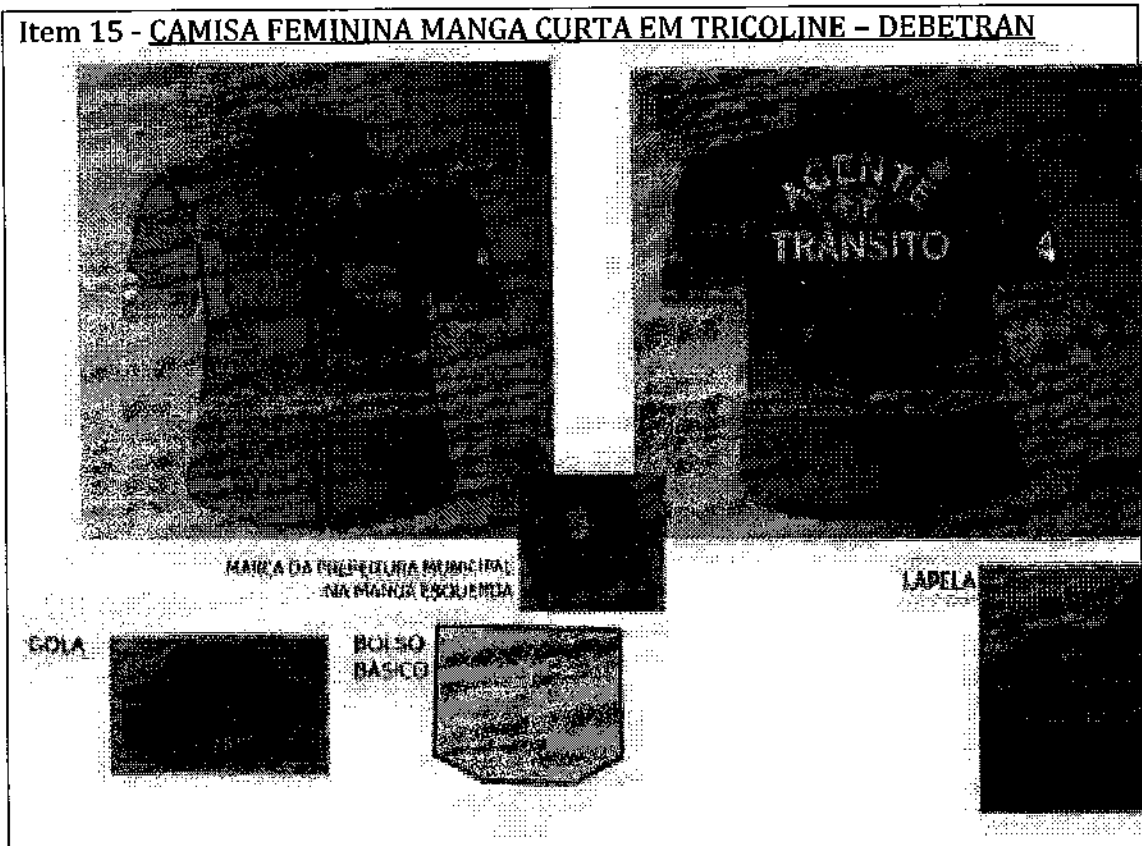 Item 15 - CAMISA FEMININA MANGA CURTA EM TRICOLINE – DEBETRAN
AGENTE
DE
TRÂNSITO
MARCA DA PREFEITURA MUNICIPAL
NA MANGA ESQUERDA
LAPELA
GOLA
BOLSO
BÁSICO